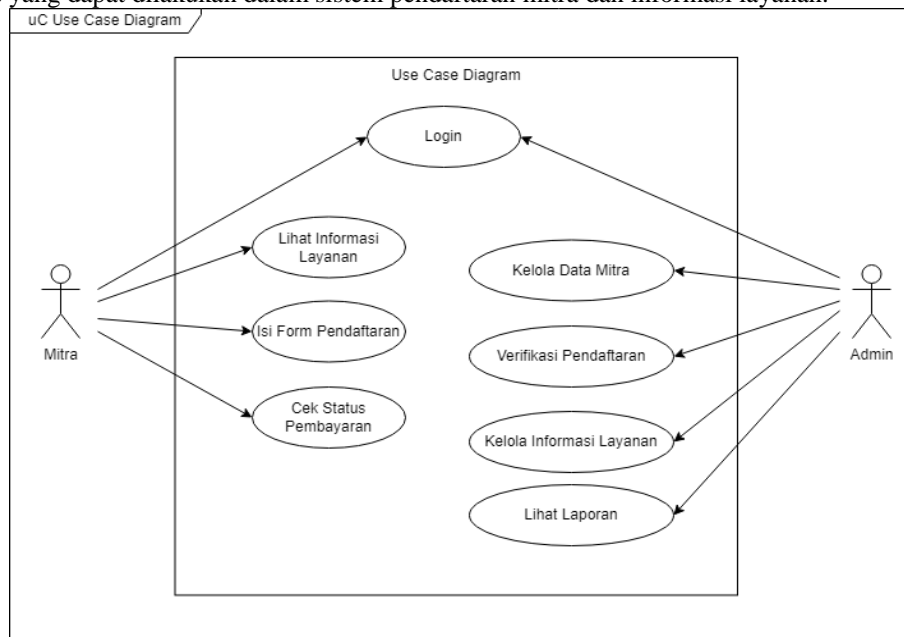 yang dapat dilakukan dalam sistem pendaftaran mitra dan informasi layanan.
uC Use Case Diagram
Use Case Diagram
Login
Lihat Informasi
Layanan
Kelola Data Mitra
Isi Form Pendaftaran
Mitra
Verifikasi Pendaftaran
Admin
Cek Status
Pembayaran
Kelola Informasi Layanan
Lihat Laporan